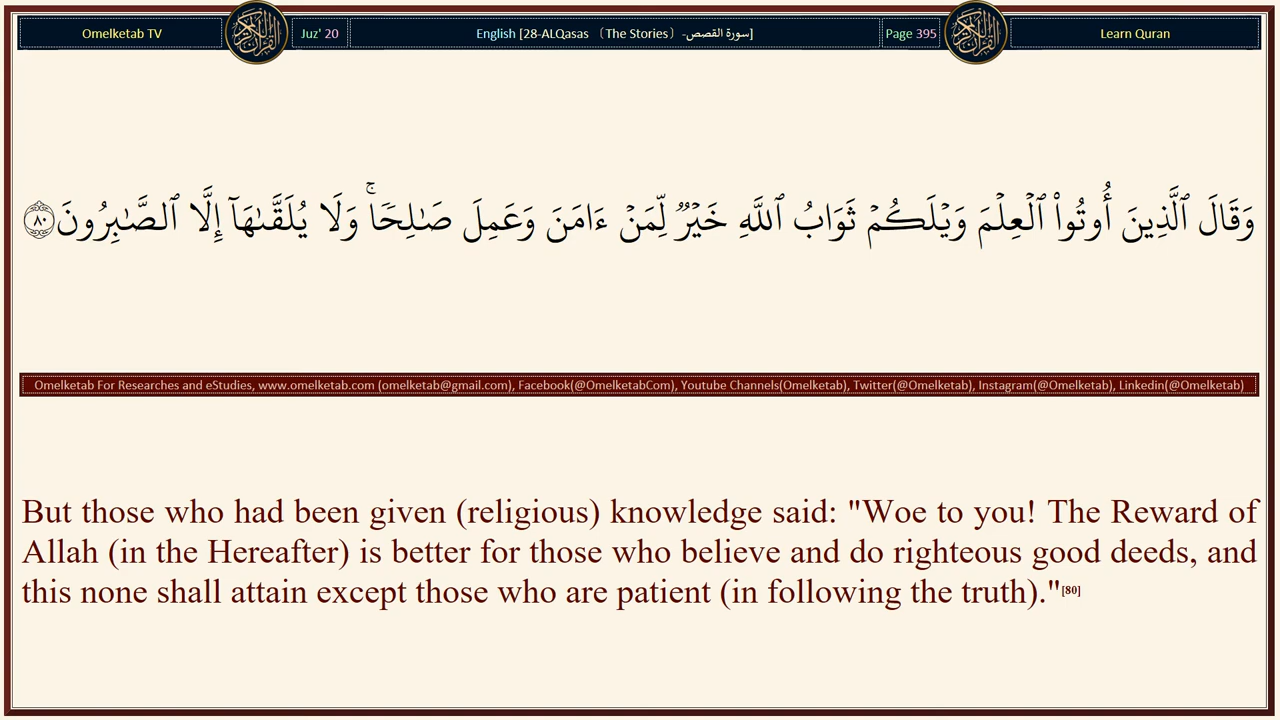 Omelketab TV
Juz' 20
English [28-ALQasas (The Stories) -سورة القصص]
Page 395
Learn Quran
وَقَالَ ٱلَّذِينَ أُوتُوا۟ ٱلْعِلْمَ وَيْلَكُمْ ثَوَابُ ٱللَّهِ خَيْرٌ لِّمَنْ ءَامَنَ وَعَمِلَ صَـٰلِحًا ۚ وَلَا يُلَقَّىٰهَآ إِلَّا ٱلصَّـٰبِرُونَ ٨٠
Omelketab For Researches and eStudies, www.omelketab.com (omelketab@gmail.com), Facebook(@OmelketabCom), Youtube Channels(Omelketab), Twitter(@Omelketab), Instagram(@Omelketab), Linkedin(@Omelketab)
But those who had been given (religious) knowledge said: "Woe to you! The Reward of
Allah (in the Hereafter) is better for those who believe and do righteous good deeds, and
this none shall attain except those who are patient (in following the truth)."[80]